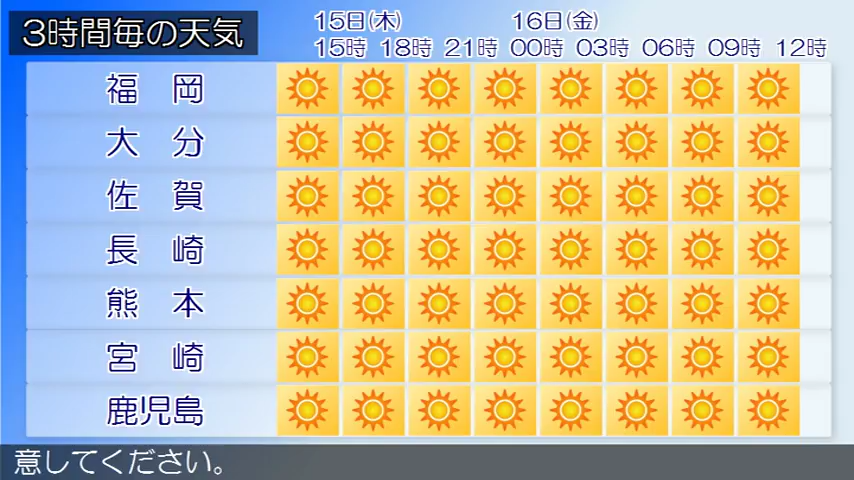 3時間毎の天気
15日(木) 16日(金)
15時 18時 21時 00時 03時 06時 09時 12時
福 岡
大 分
佐 賀
長 崎
熊 本
宮 崎
鹿児島
意してください。